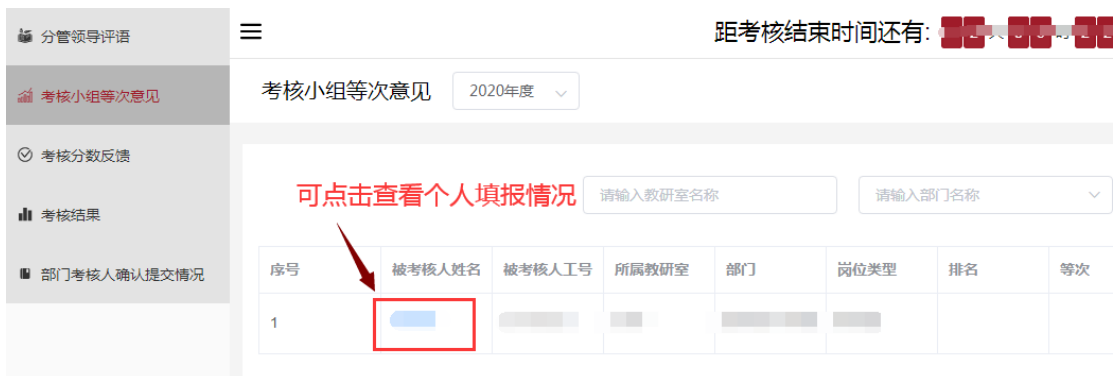 分管领导评语
考核小组等次意见
考核分数反馈
考核结果
部门考核人确认提交情况
距考核结束时间还有:
考核小组等次意见 2020年度
可点击查看个人填报情况 请输入教研室名称 请输入部门名称
序号 被考核人姓名 被考核人工号 所属教研室 部门 岗位类型 排名 等次
1